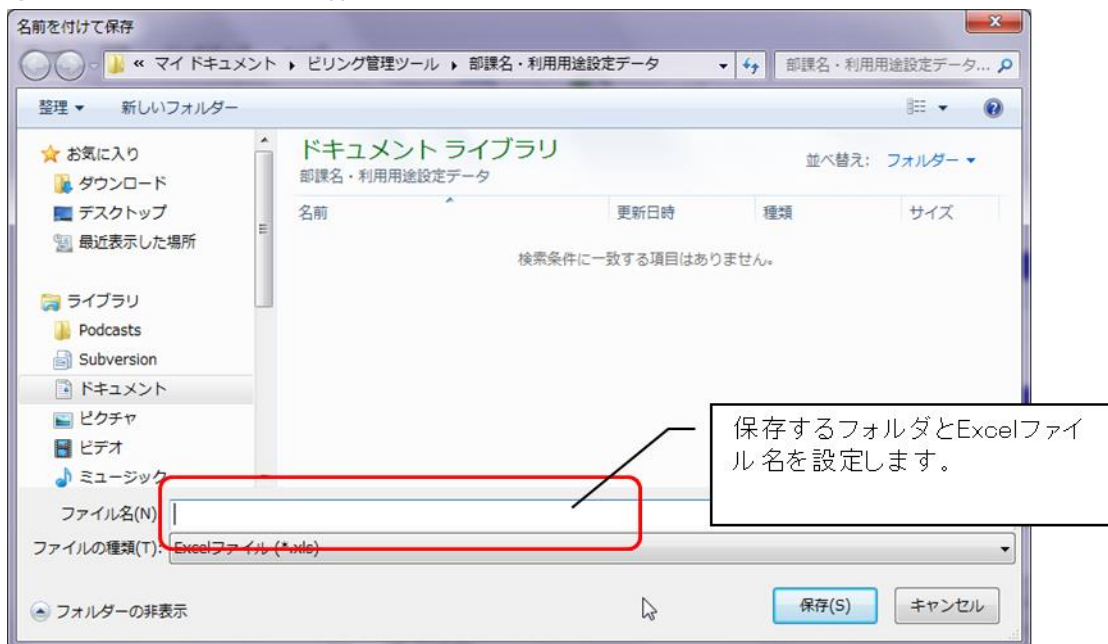 名前を付けて保存
« マイ ドキュメント ▸ ビリング管理ツール ▸ 部課名・利用用途設定データ
部課名・利用用途設定データ...
整理 ▼ 新しいフォルダー
お気に入り
ダウンロード
デスクトップ
最近表示した場所
ライブラリ
Podcasts
Subversion
ドキュメント
ピクチャ
ビデオ
ミュージック
ドキュメント ライブラリ
部課名・利用用途設定データ
並べ替え: フォルダー ▼
名前 更新日時 種類 サイズ
検索条件に一致する項目はありません。
保存するフォルダとExcelファイ
ル名を設定します。
ファイル名(N)
ファイルの種類(T): Excelファイル (*.xls)
フォルダーの非表示
保存(S) キャンセル